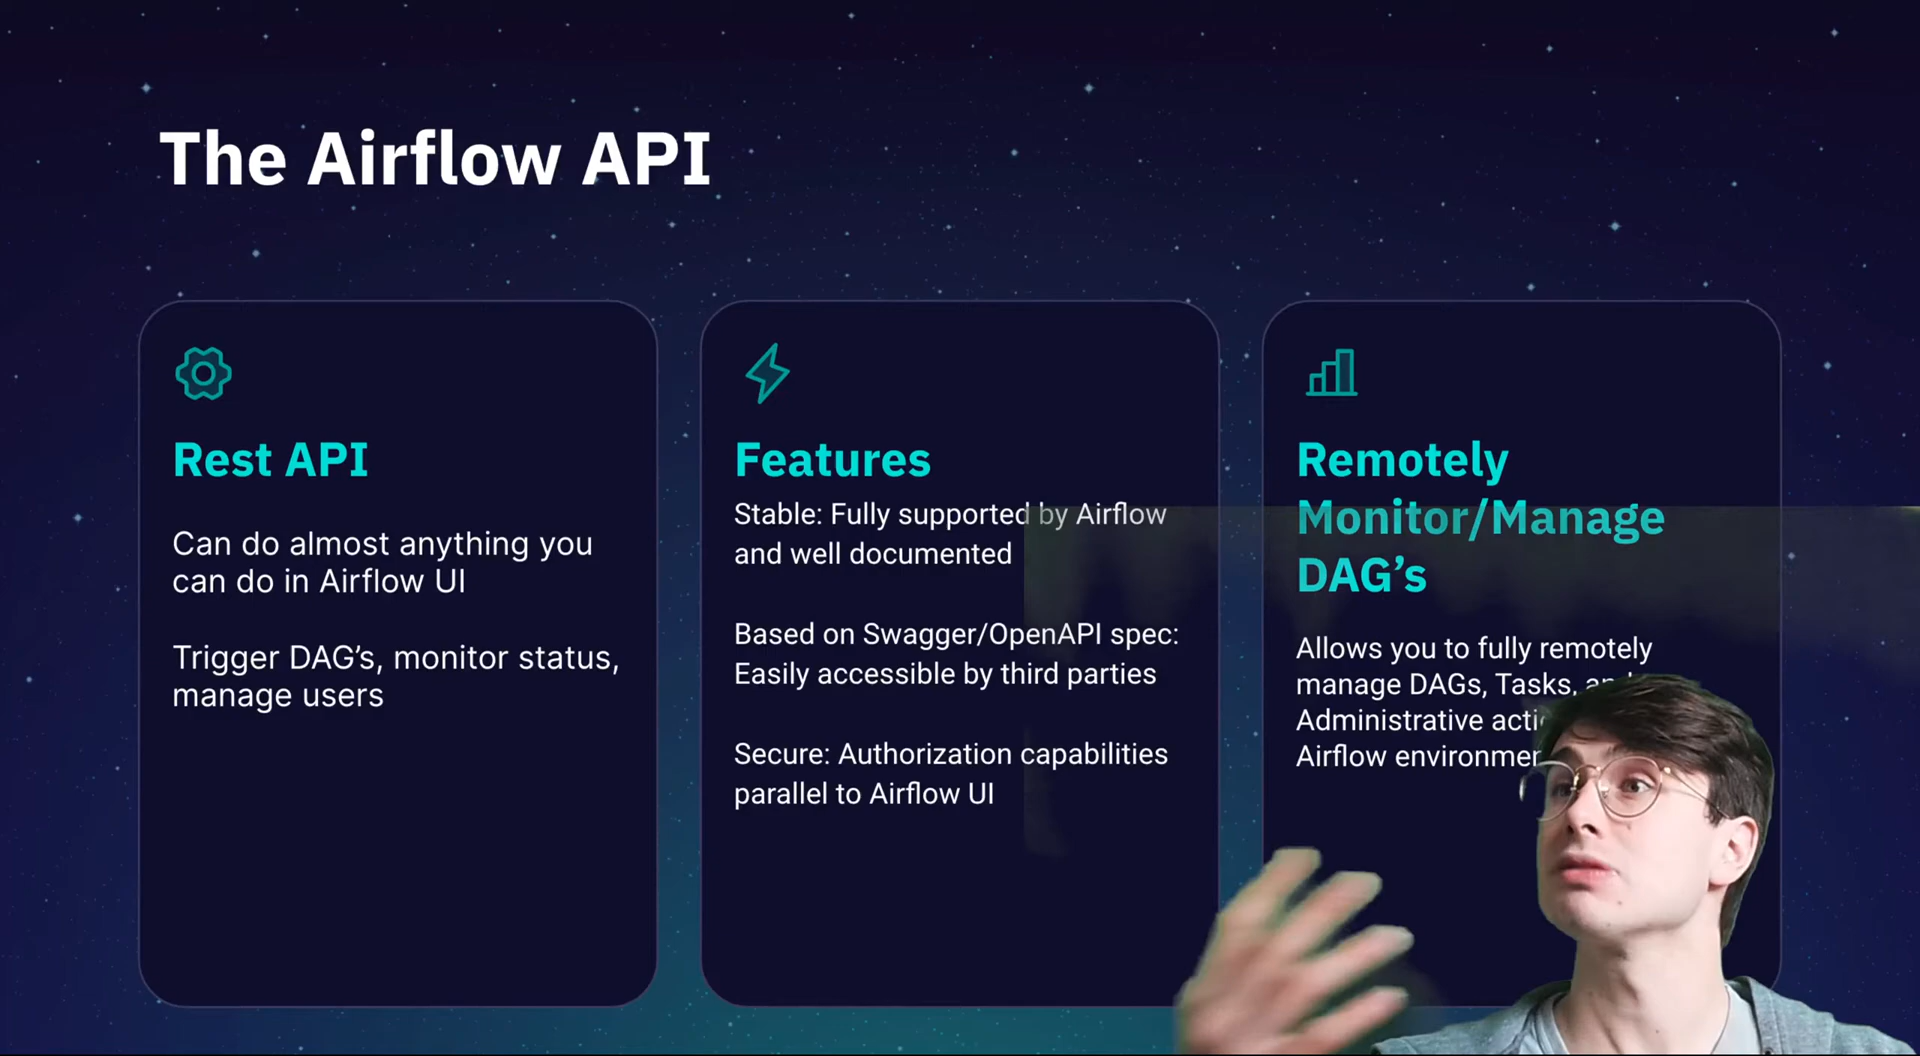 The Airflow API
Rest API
Can do almost anything you
can do in Airflow UI
Trigger DAG’s, monitor status,
manage users
Features
Stable: Fully supported by Airflow
and well documented
Based on Swagger/OpenAPI spec:
Easily accessible by third parties
Secure: Authorization capabilities
parallel to Airflow UI
Remotely
Monitor/Manage
DAG’s
Allows you to fully remotely
manage DAGs, Tasks,
Administrative
Airflow